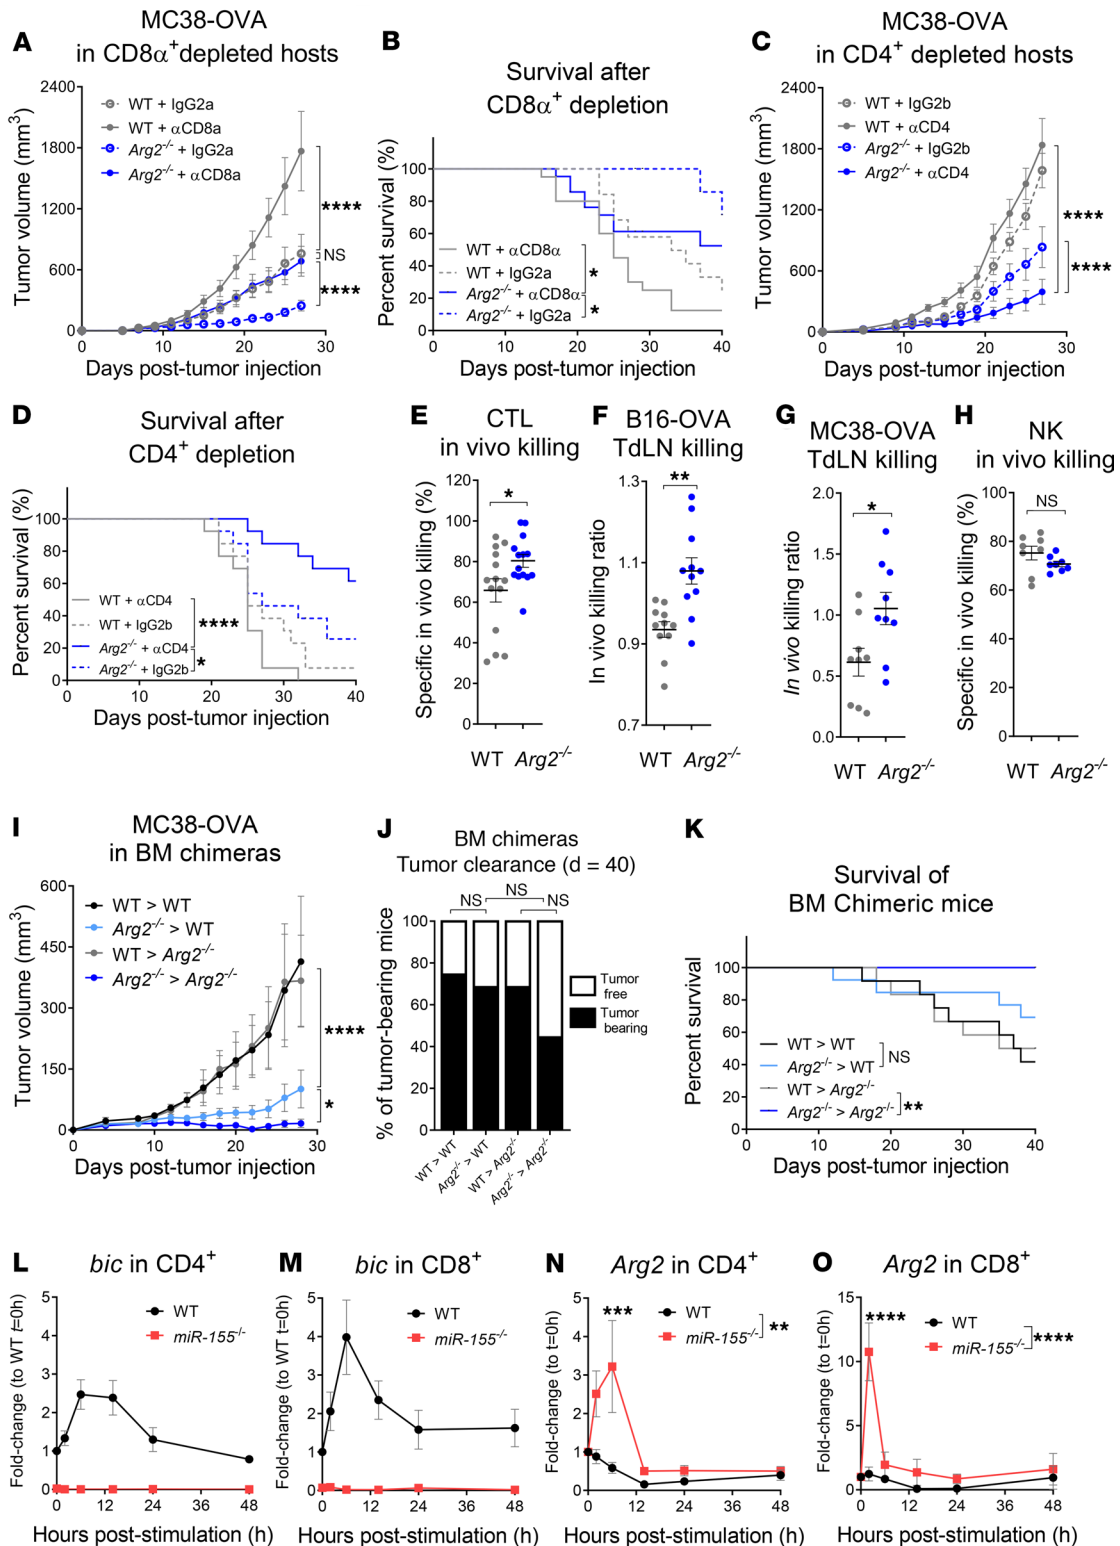 A
MC38-OVA
in CD8α+depleted hosts
Tumor volume (mm3)
2400
1800
1200
600
0
WT + IgG2a
WT + αCD8a
Arg2-/- + IgG2a
Arg2-/- + αCD8a
****
NS
****
0 10 20 30
Days post-tumor injection
B
Survival after
CD8α+ depletion
Percent survival (%)
100
80
60
40
20
0
WT + αCD8α
WT + IgG2a
Arg2-/- + αCD8α
Arg2-/- + IgG2a
*
*
0 10 20 30 40
Days post-tumor injection
C
MC38-OVA
in CD4+ depleted hosts
Tumor volume (mm3)
2400
1800
1200
600
0
WT + IgG2b
WT + αCD4
Arg2-/- + IgG2b
Arg2-/- + αCD4
****
****
0 10 20 30
Days post-tumor injection
D
Survival after
CD4+ depletion
Percent survival (%)
100
80
60
40
20
0
WT + αCD4
WT + IgG2b
Arg2-/- + αCD4
Arg2-/- + IgG2b
****
*
0 10 20 30 40
Days post-tumor injection
E
CTL
in vivo killing
Specific in vivo killing (%)
120
100
80
60
40
20
0
*
WT Arg2-/-
F
B16-OVA
TdLN killing
In vivo killing ratio
1.3
1.1
0.9
0.7
**
WT Arg2-/-
G
MC38-OVA
TdLN killing
In vivo killing ratio
2.0
1.5
1.0
0.5
0.0
*
WT Arg2-/-
H
NK
in vivo killing
Specific in vivo killing (%)
100
80
60
40
20
0
NS
WT Arg2-/-
I
MC38-OVA
in BM chimeras
Tumor volume (mm3)
600
450
300
150
0
WT > WT
Arg2-/- > WT
WT > Arg2-/-
Arg2-/- > Arg2-/-
****
*
0 10 20 30
Days post-tumor injection
J
BM chimeras
Tumor clearance (d = 40)
% of tumor-bearing mice
100
80
60
40
20
0
NS
NS
NS
Tumor
free
Tumor
bearing
WT > WT
Arg2-/- > WT
WT > Arg2-/-
Arg2-/- > Arg2-/-
K
Survival of
BM Chimeric mice
Percent survival
100
80
60
40
20
0
WT > WT
Arg2-/- > WT
WT > Arg2-/-
Arg2-/- > Arg2-/-
NS
**
0 10 20 30 40
Days post-tumor injection
L
bic in CD4+
Fold-change (to WT t=0h)
5
4
3
2
1
0
WT
miR-155-/-
0 12 24 36 48
Hours post-stimulation (h)
M
bic in CD8+
Fold-change (to WT t=0h)
5
4
3
2
1
0
WT
miR-155-/-
0 12 24 36 48
Hours post-stimulation (h)
N
Arg2 in CD4+
Fold-change (to t=0h)
5
4
3
2
1
0
***
WT
miR-155-/-
**
0 12 24 36 48
Hours post-stimulation (h)
O
Arg2 in CD8+
Fold-change (to t=0h)
15
10
5
0
****
WT
miR-155-/-
****
0 12 24 36 48
Hours post-stimulation (h)